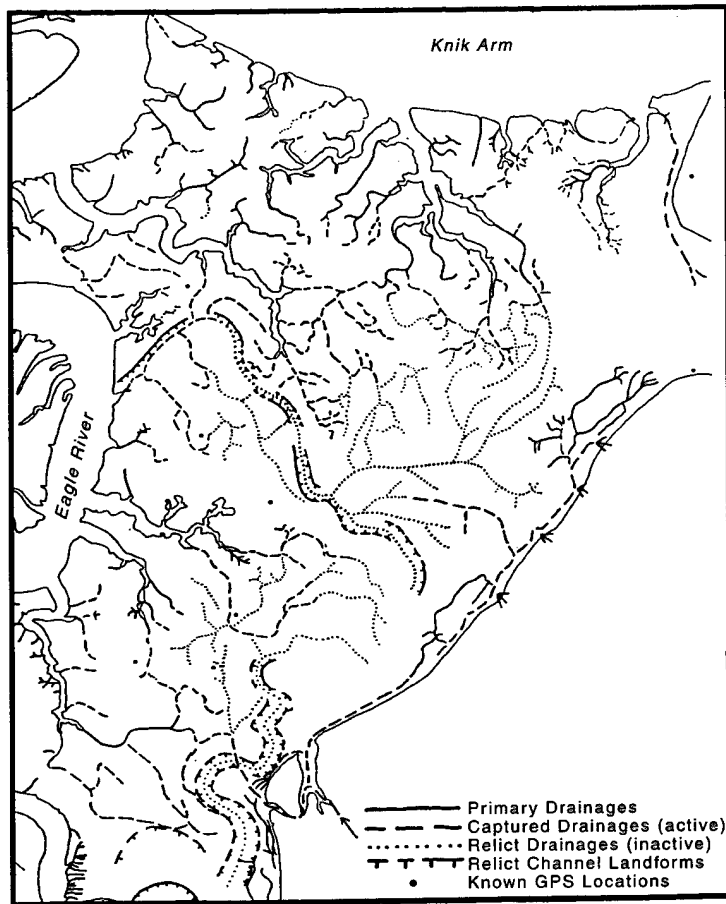 Knik Arm
Eagle River
Primary Drainages
Captured Drainages (active)
Relict Drainages (inactive)
Relict Channel Landforms
Known GPS Locations